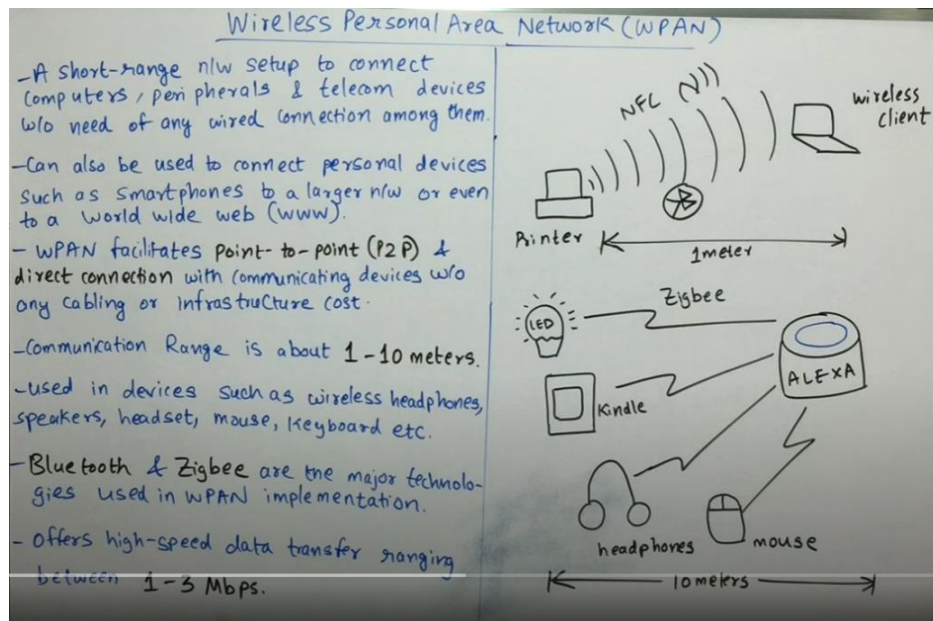 Wireless Personal Area Network (WPAN)
- A short-range n/w setup to connect
computers, peripherals & telecom devices
w/o need of any wired connection among them.
- Can also be used to connect personal devices
such as smartphones to a larger n/w or even
to a world wide web (www).
- WPAN facilitates point-to-point (P2P) &
direct connection with communicating devices w/o
any cabling or infrastructure cost.
- Communication Range is about 1-10 meters.
- used in devices such as wireless headphones,
speakers, headset, mouse, keyboard etc.
- Bluetooth & Zigbee are the major technolo-
gies used in WPAN implementation.
- Offers high-speed data transfer ranging
between 1-3 Mbps.
NFC
wireless
client
Printer
1meter
Zigbee
LED
ALEXA
Kindle
headphones
mouse
10meters